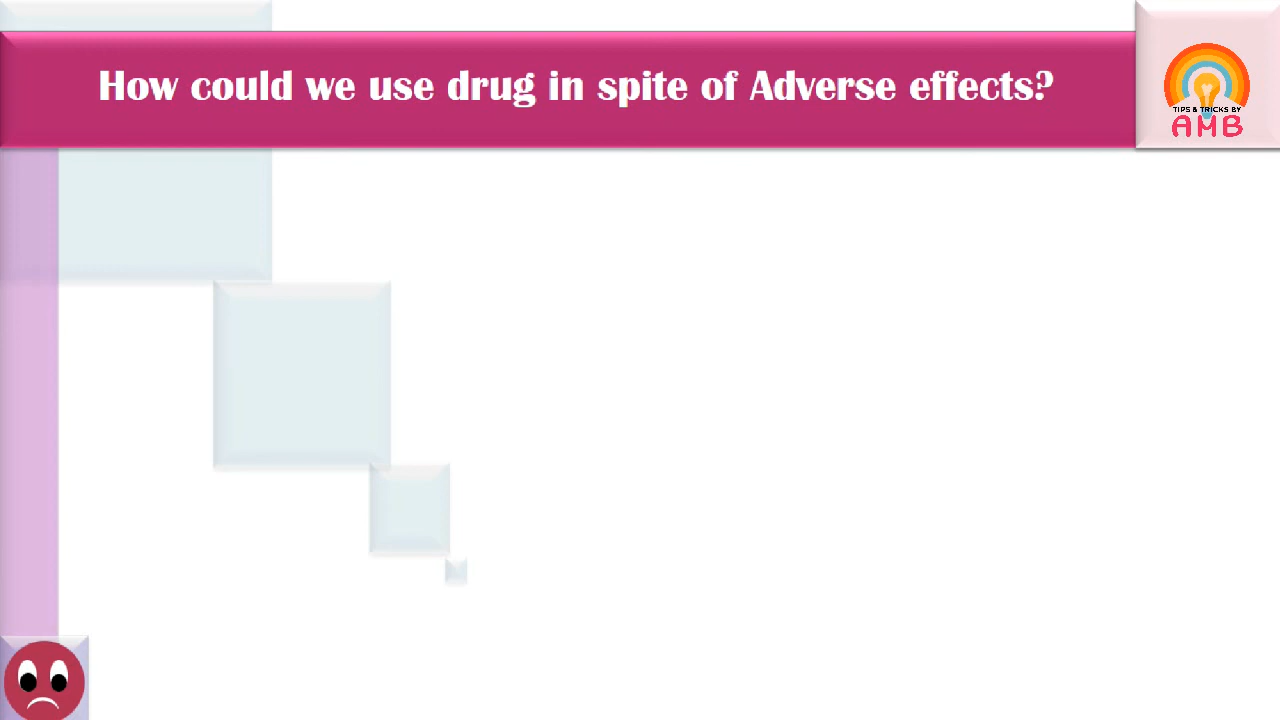 How could we use drug in spite of Adverse effects?
TIPS & TRICKS BY
AMB